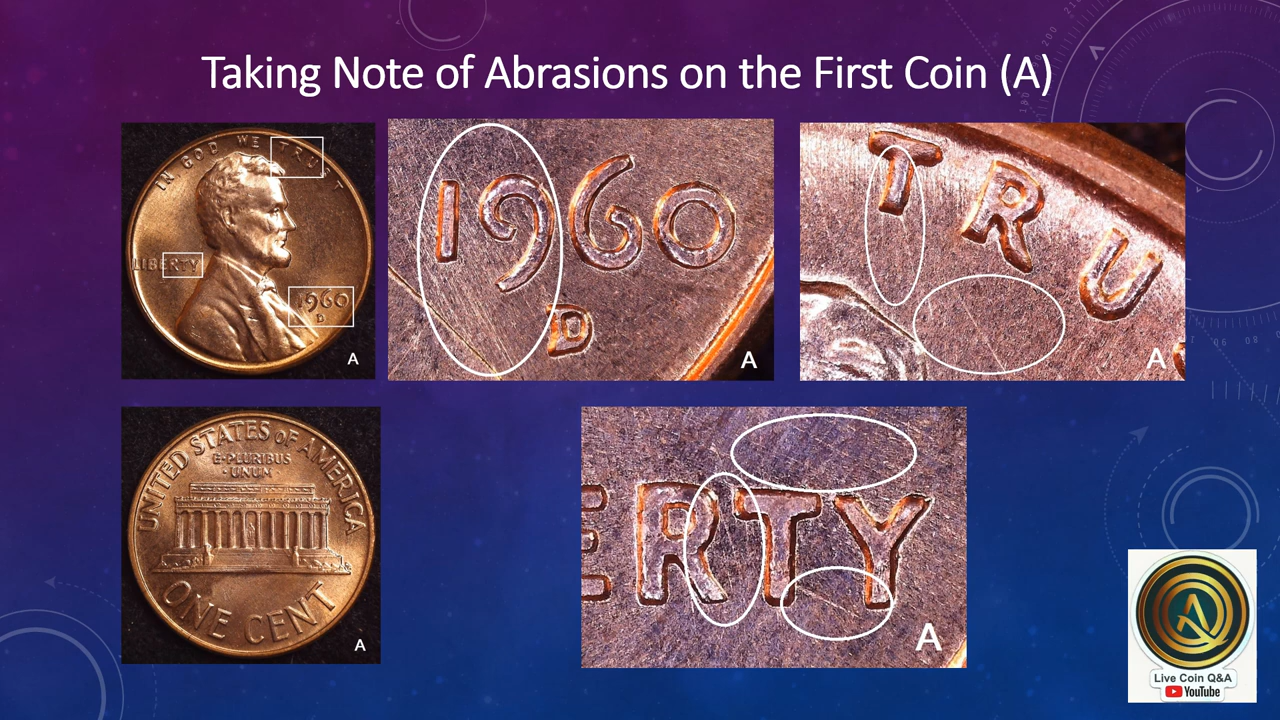 Taking Note of Abrasions on the First Coin (A)
IN GOD WE TRUST
LIBERTY
1960
D
A
1960
D
A
TRU
A
UNITED STATES OF AMERICA
E·PLURIBUS
·UNUM
ONE CENT
A
ERTY
A
A
Live Coin Q&A
YouTube